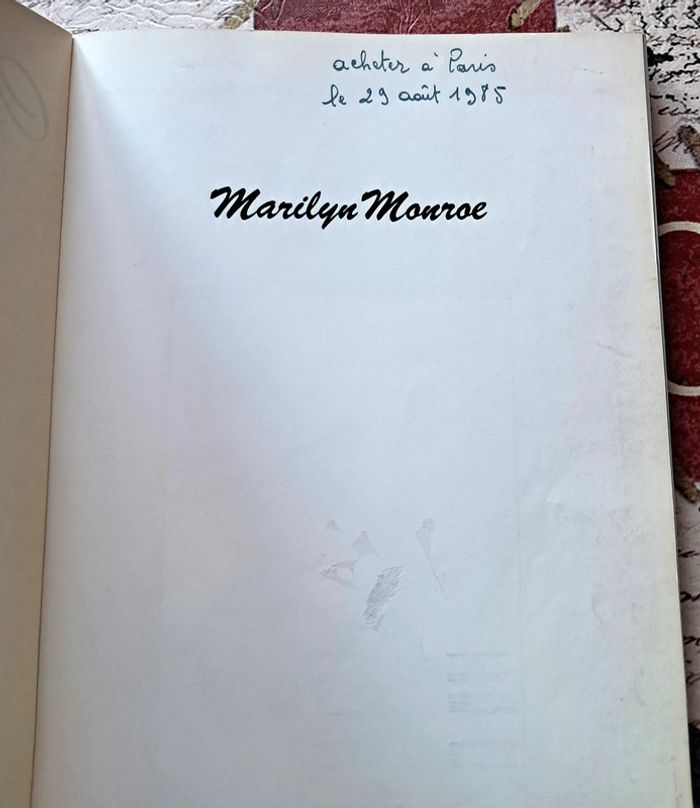 acheter à Paris
le 29 août 1985
Marilyn Monroe